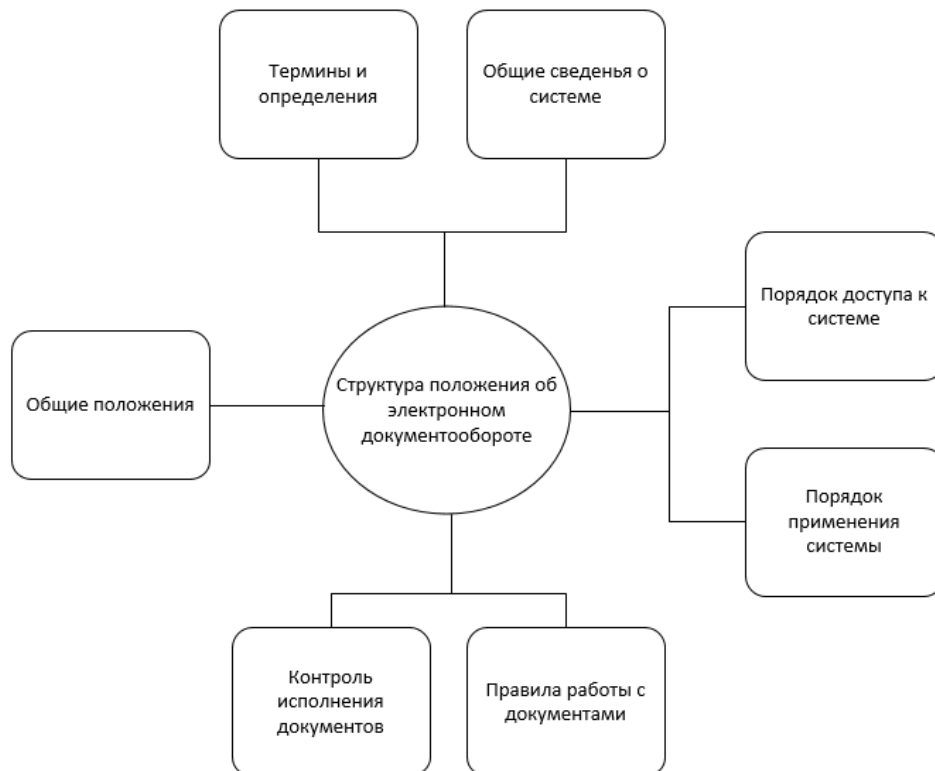 Термины и
определения
Общие сведенья о
системе
Порядок доступа к
системе
Общие положения
Структура положения об
электронном
документообороте
Порядок
применения
системы
Контроль
исполнения
документов
Правила работы с
документами